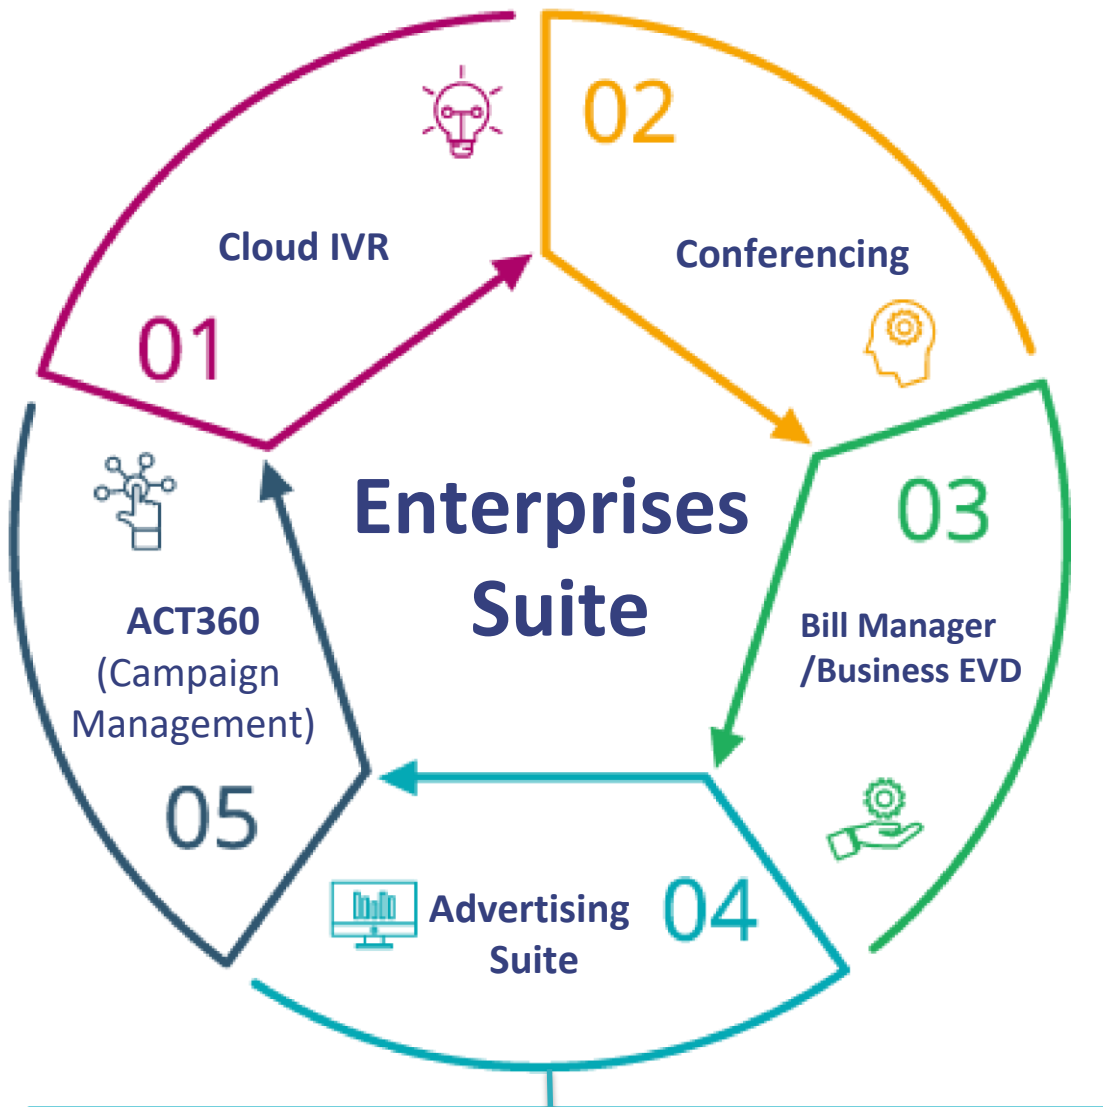 01
Cloud IVR
02
Conferencing
03
Bill Manager
/Business EVD
04
Advertising
Suite
05
ACT360
(Campaign
Management)
Enterprises
Suite